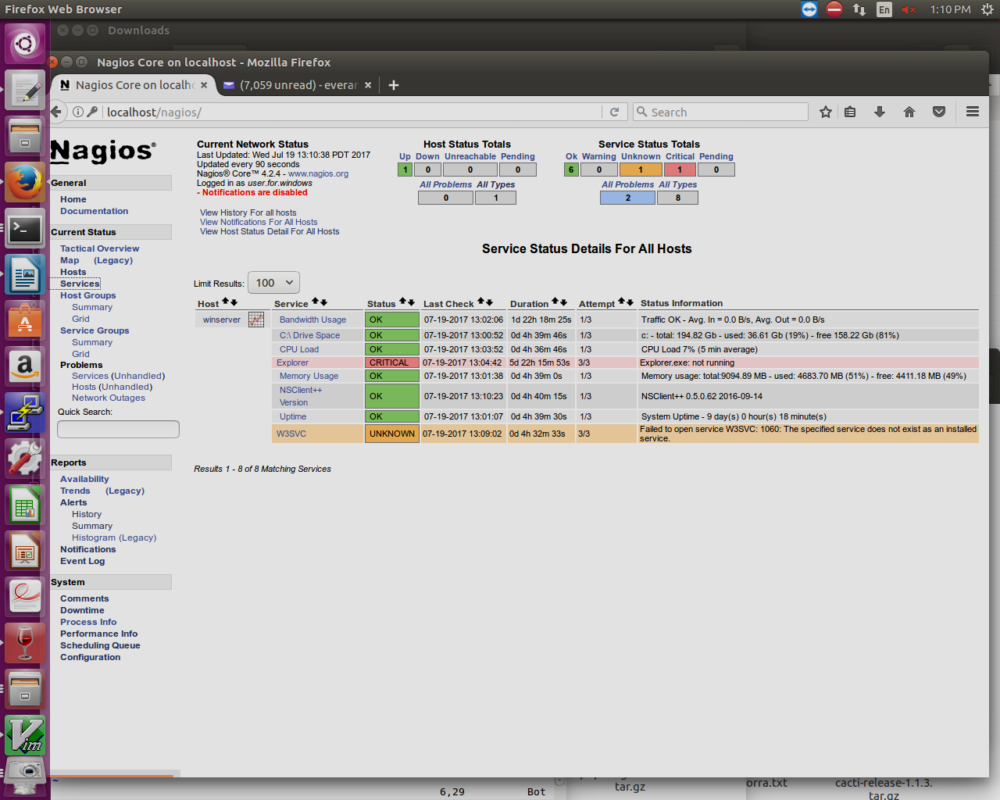 Firefox Web Browser
En
1:10 PM
Downloads
Nagios Core on localhost - Mozilla Firefox
Nagios Core on localh
(7,059 unread) - everar
localhost/nagios/
Search
Nagios®
General
Home
Documentation
Current Status
Tactical Overview
Map (Legacy)
Hosts
Services
Host Groups
Summary
Grid
Service Groups
Summary
Grid
Problems
Services (Unhandled)
Hosts (Unhandled)
Network Outages
Quick Search:
Reports
Availability
Trends (Legacy)
Alerts
History
Summary
Histogram (Legacy)
Notifications
Event Log
System
Comments
Downtime
Process Info
Performance Info
Scheduling Queue
Configuration
Current Network Status
Last Updated: Wed Jul 19 13:10:38 PDT 2017
Updated every 90 seconds
Nagios® Core™ 4.2.4 - www.nagios.org
Logged in as user.for.windows
- Notifications are disabled
View History For all hosts
View Notifications For All Hosts
View Host Status Detail For All Hosts
Host Status Totals
Up Down Unreachable Pending
1 0 0 0
All Problems All Types
0 1
Service Status Totals
Ok Warning Unknown Critical Pending
6 0 1 1 0
All Problems All Types
2 8
Service Status Details For All Hosts
Limit Results: 100
Host Service Status Last Check Duration Attempt Status Information
winserver Bandwidth Usage OK 07-19-2017 13:02:06 1d 22h 18m 25s 1/3 Traffic OK - Avg. In = 0.0 B/s, Avg. Out = 0.0 B/s
C:\ Drive Space OK 07-19-2017 13:00:52 0d 4h 39m 46s 1/3 c: - total: 194.82 Gb - used: 36.61 Gb (19%) - free 158.22 Gb (81%)
CPU Load OK 07-19-2017 13:03:52 0d 4h 36m 46s 1/3 CPU Load 7% (5 min average)
Explorer CRITICAL 07-19-2017 13:04:42 5d 22h 15m 53s 3/3 Explorer.exe: not running
Memory Usage OK 07-19-2017 13:01:38 0d 4h 39m 0s 1/3 Memory usage: total:9094.89 MB - used: 4683.70 MB (51%) - free: 4411.18 MB (49%)
NSClient++ Version OK 07-19-2017 13:10:23 0d 4h 40m 15s 1/3 NSClient++ 0.5.0.62 2016-09-14
Uptime OK 07-19-2017 13:01:07 0d 4h 39m 30s 1/3 System Uptime - 9 day(s) 0 hour(s) 18 minute(s)
W3SVC UNKNOWN 07-19-2017 13:09:02 0d 4h 32m 33s 3/3 Failed to open service W3SVC: 1060: The specified service does not exist as an installed
service.
Results 1 - 8 of 8 Matching Services
~
6,29 Bot
tar.gz
orra.txt
cacti-release-1.1.3.
tar.gz
Vim